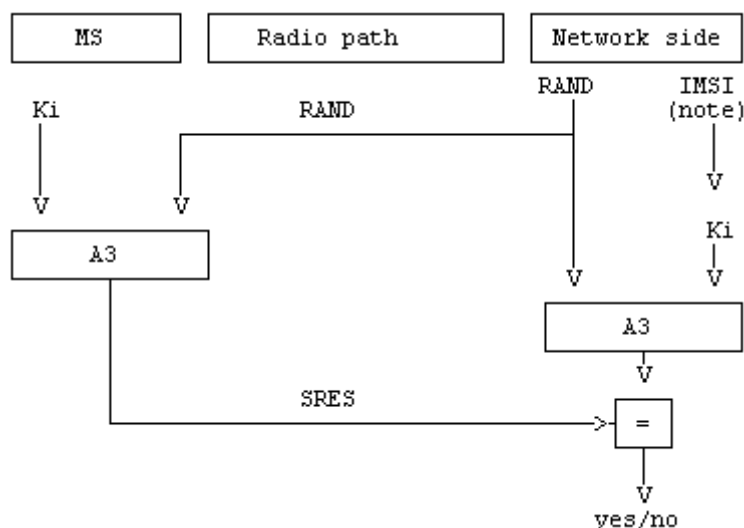 MS
Radio path
Network side
RAND
IMSI
(note)
Ki
RAND
Ki
A3
A3
SRES
=
yes/no